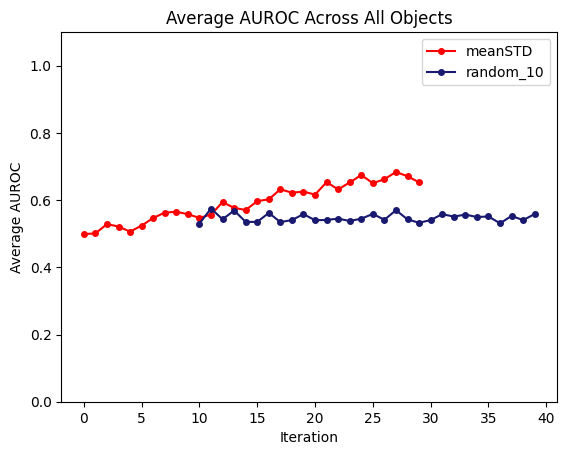 Average AUROC Across All Objects
meanSTD
random_10
Average AUROC
1.0
0.8
0.6
0.4
0.2
0.0
0 5 10 15 20 25 30 35 40
Iteration